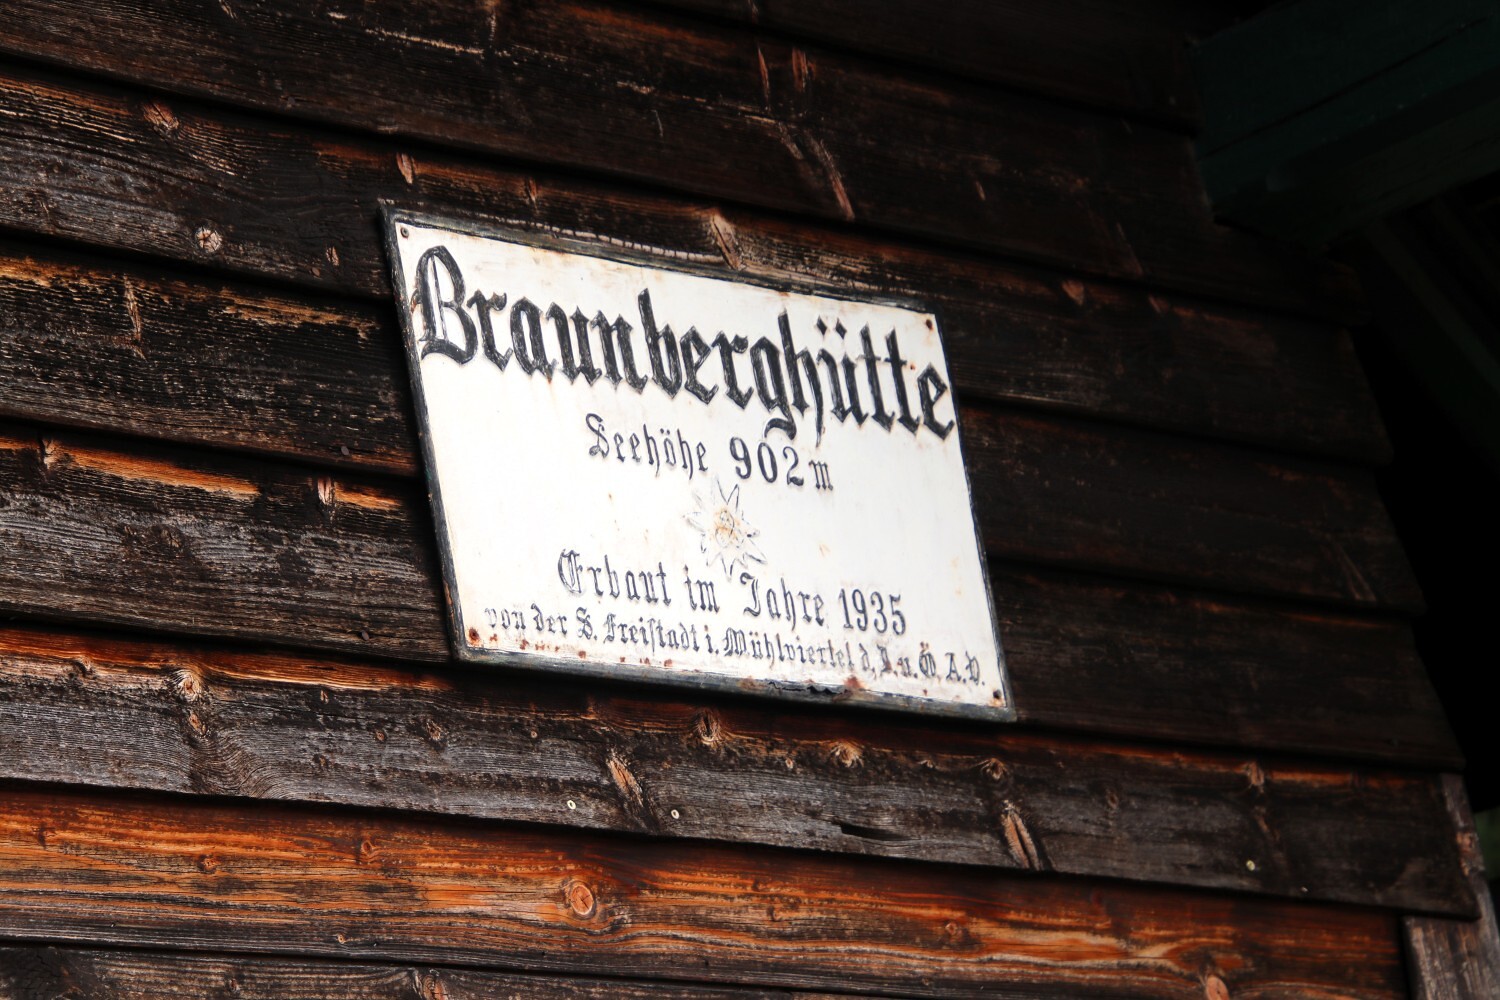 Braunberghütte
Seehöhe 902 m
Erbaut im Jahre 1935
von der S. Freistadt i. Mühlviertel d. D. u. Ö. A.V.